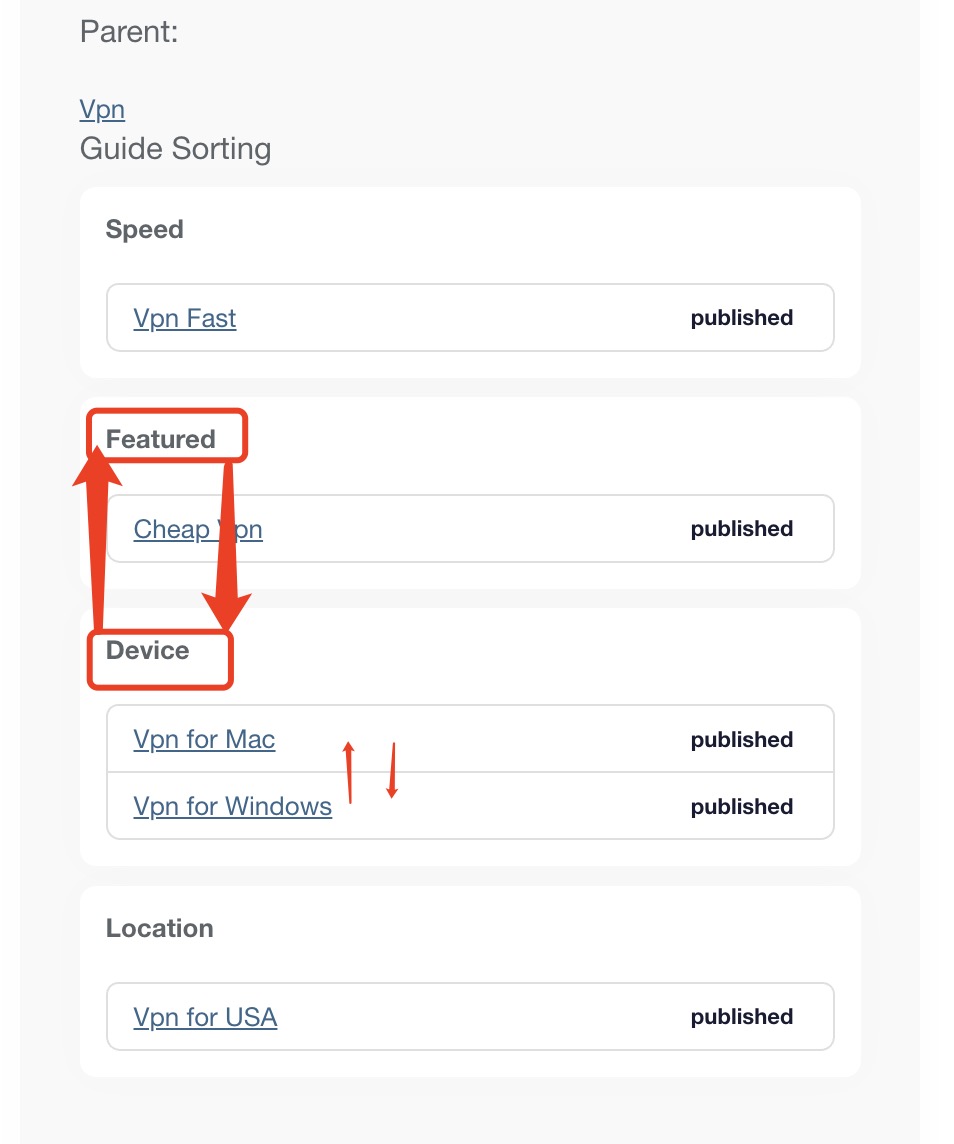 Parent:
Vpn
Guide Sorting
Speed
Vpn Fast published
Featured
Cheap Vpn published
Device
Vpn for Mac published
Vpn for Windows published
Location
Vpn for USA published